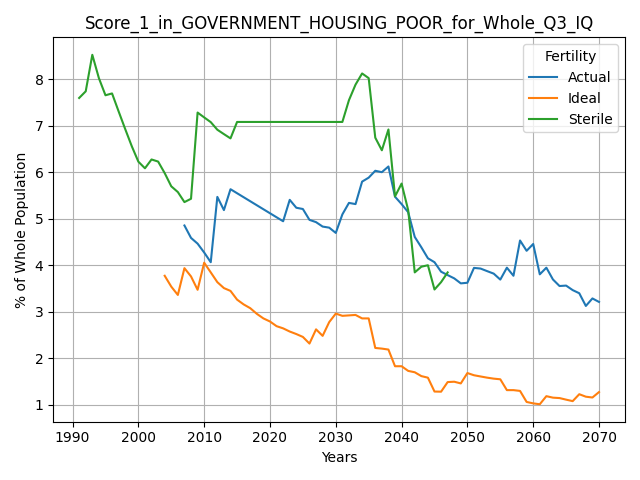 Score_1_in_GOVERNMENT_HOUSING_POOR_for_Whole_Q3_IQ
Fertility
Actual
Ideal
Sterile
% of Whole Population
8
7
6
5
4
3
2
1
1990 2000 2010 2020 2030 2040 2050 2060 2070
Years